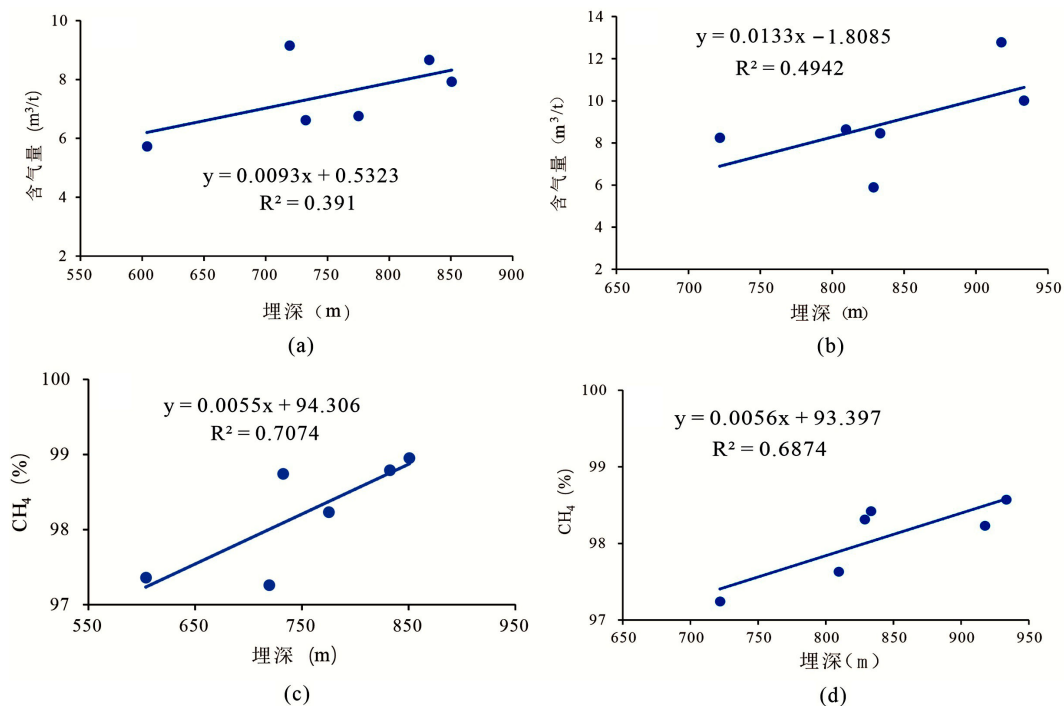 10
8
6
4
2
含气量 (m³/t)
y = 0.0093x + 0.5323
R² = 0.391
550 600 650 700 750 800 850 900
埋深（m）
(a)
14
12
10
8
6
4
2
含气量 (m³/t)
y = 0.0133x −1.8085
R² = 0.4942
650 700 750 800 850 900 950
埋深 (m)
(b)
100
99
98
97
CH₄ (%)
y = 0.0055x + 94.306
R² = 0.7074
550 650 750 850 950
埋深 (m)
(c)
100
99
98
97
CH₄ (%)
y = 0.0056x + 93.397
R² = 0.6874
650 700 750 800 850 900 950
埋深(m)
(d)